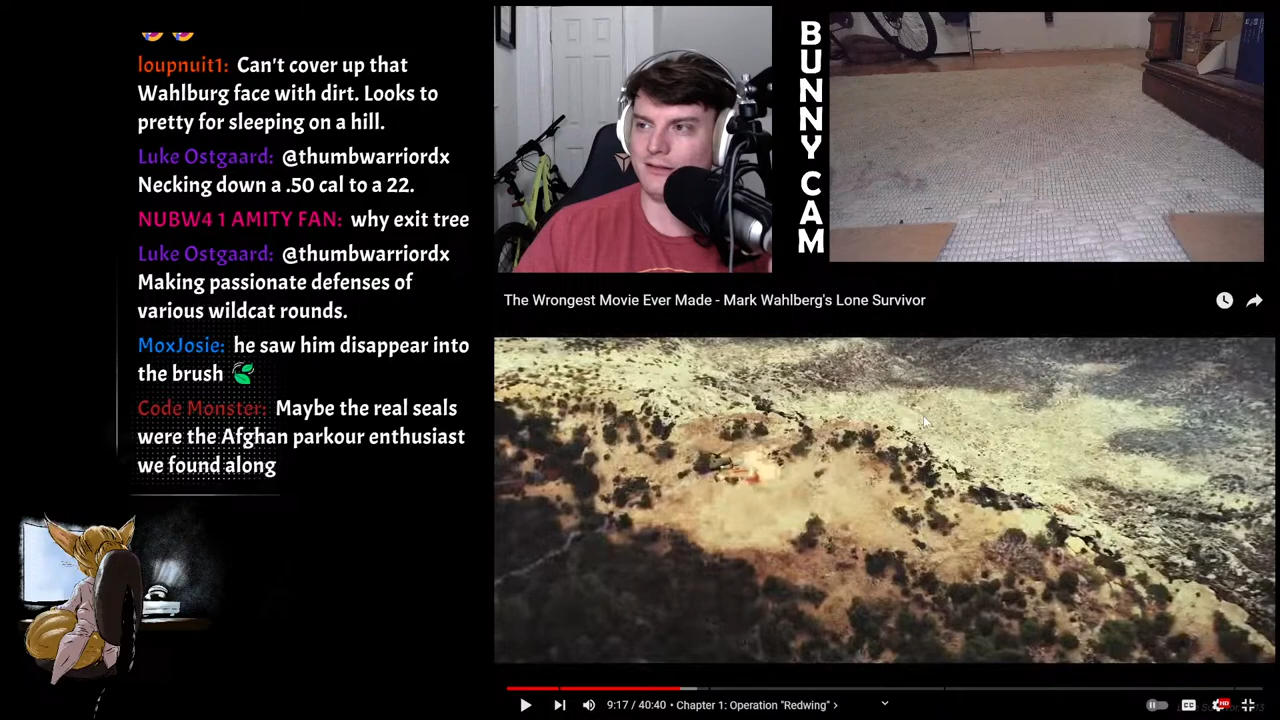 loupnuit1: Can't cover up that
Wahlburg face with dirt. Looks to
pretty for sleeping on a hill.
Luke Ostgaard: @thumbwarriordx
Necking down a .50 cal to a 22.
NUBW4 1 AMITY FAN: why exit tree
Luke Ostgaard: @thumbwarriordx
Making passionate defenses of
various wildcat rounds.
MoxJosie: he saw him disappear into
the brush
Code Monster: Maybe the real seals
were the Afghan parkour enthusiast
we found along
BUNNY CAM
The Wrongest Movie Ever Made - Mark Wahlberg's Lone Survivor
9:17 / 40:40 • Chapter 1: Operation "Redwing" ›
CC
HD